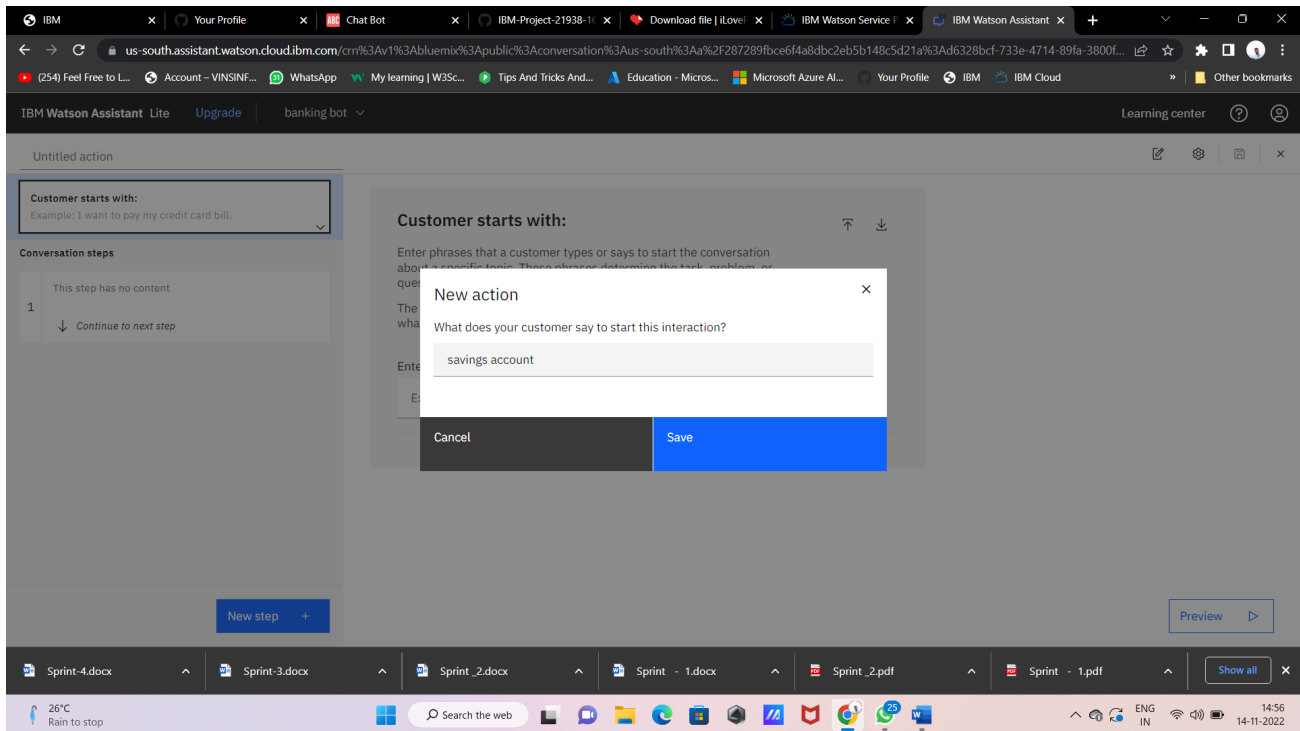 IBM
Your Profile
ABC Chat Bot
IBM-Project-21938-16
Download file | iLoveP
IBM Watson Service P
IBM Watson Assistant
us-south.assistant.watson.cloud.ibm.com/crn%3Av1%3Abluemix%3Apublic%3Aconversation%3Aus-south%3Aa%2F287289fbce6f4a8dbc2eb5b148c5d21a%3Ad6328bcf-733e-4714-89fa-3800f...
(254) Feel Free to L...
Account – VINSINF...
WhatsApp
My learning | W3Sc...
Tips And Tricks And...
Education - Micros...
Microsoft Azure AI...
Your Profile
IBM
IBM Cloud
»
Other bookmarks
IBM Watson Assistant Lite
Upgrade
banking bot
Learning center
Untitled action
Customer starts with:
Example: I want to pay my credit card bill.
Conversation steps
1
This step has no content
Continue to next step
New step +
Customer starts with:
Enter phrases that a customer types or says to start the conversation
about a specific topic. These phrases determine the task, problem, or
ques
The
wha
Ente
New action
What does your customer say to start this interaction?
savings account
Cancel
Save
Preview
Sprint-4.docx
Sprint-3.docx
Sprint _2.docx
Sprint - 1.docx
Sprint _2.pdf
Sprint - 1.pdf
Show all
26°C
Rain to stop
Search the web
25
ENG
IN
14:56
14-11-2022